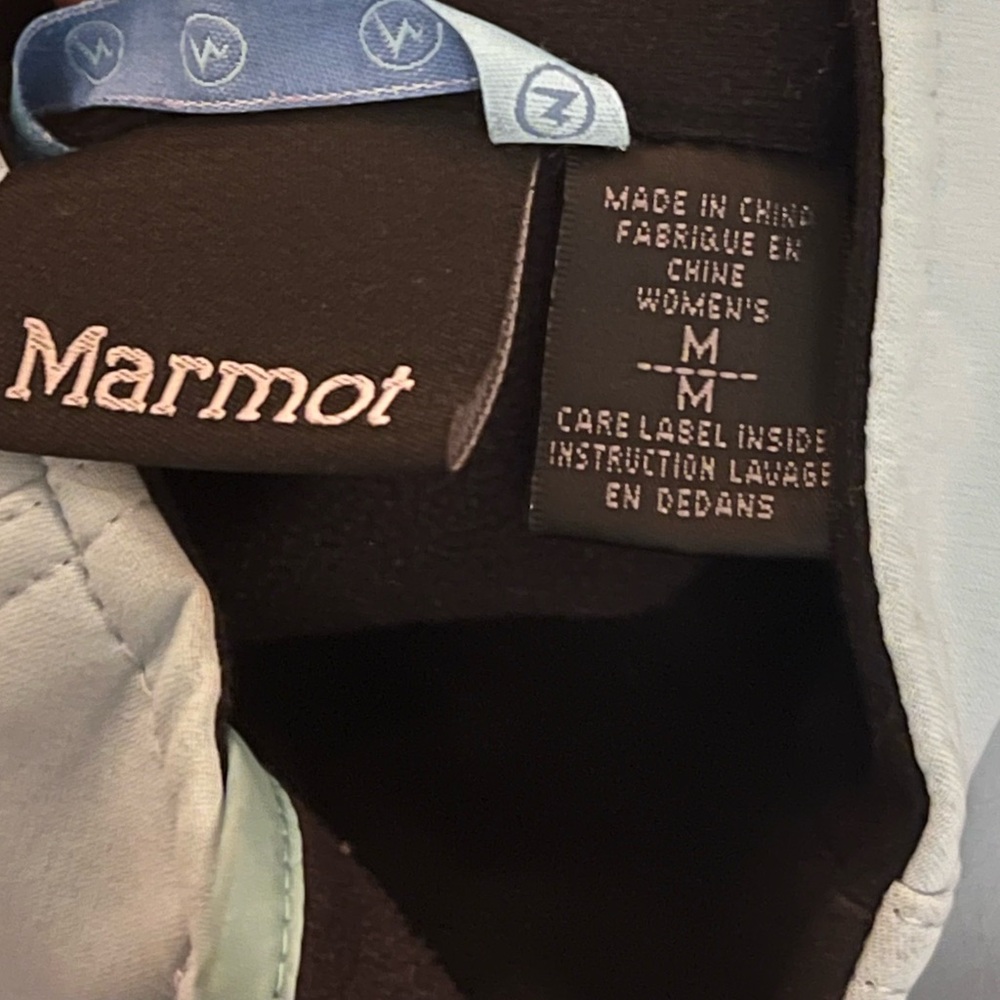 Marmot
MADE IN CHINA
FABRIQUE EN
CHINE
WOMEN'S
M
M
CARE LABEL INSIDE
INSTRUCTION LAVAGE
EN DEDANS